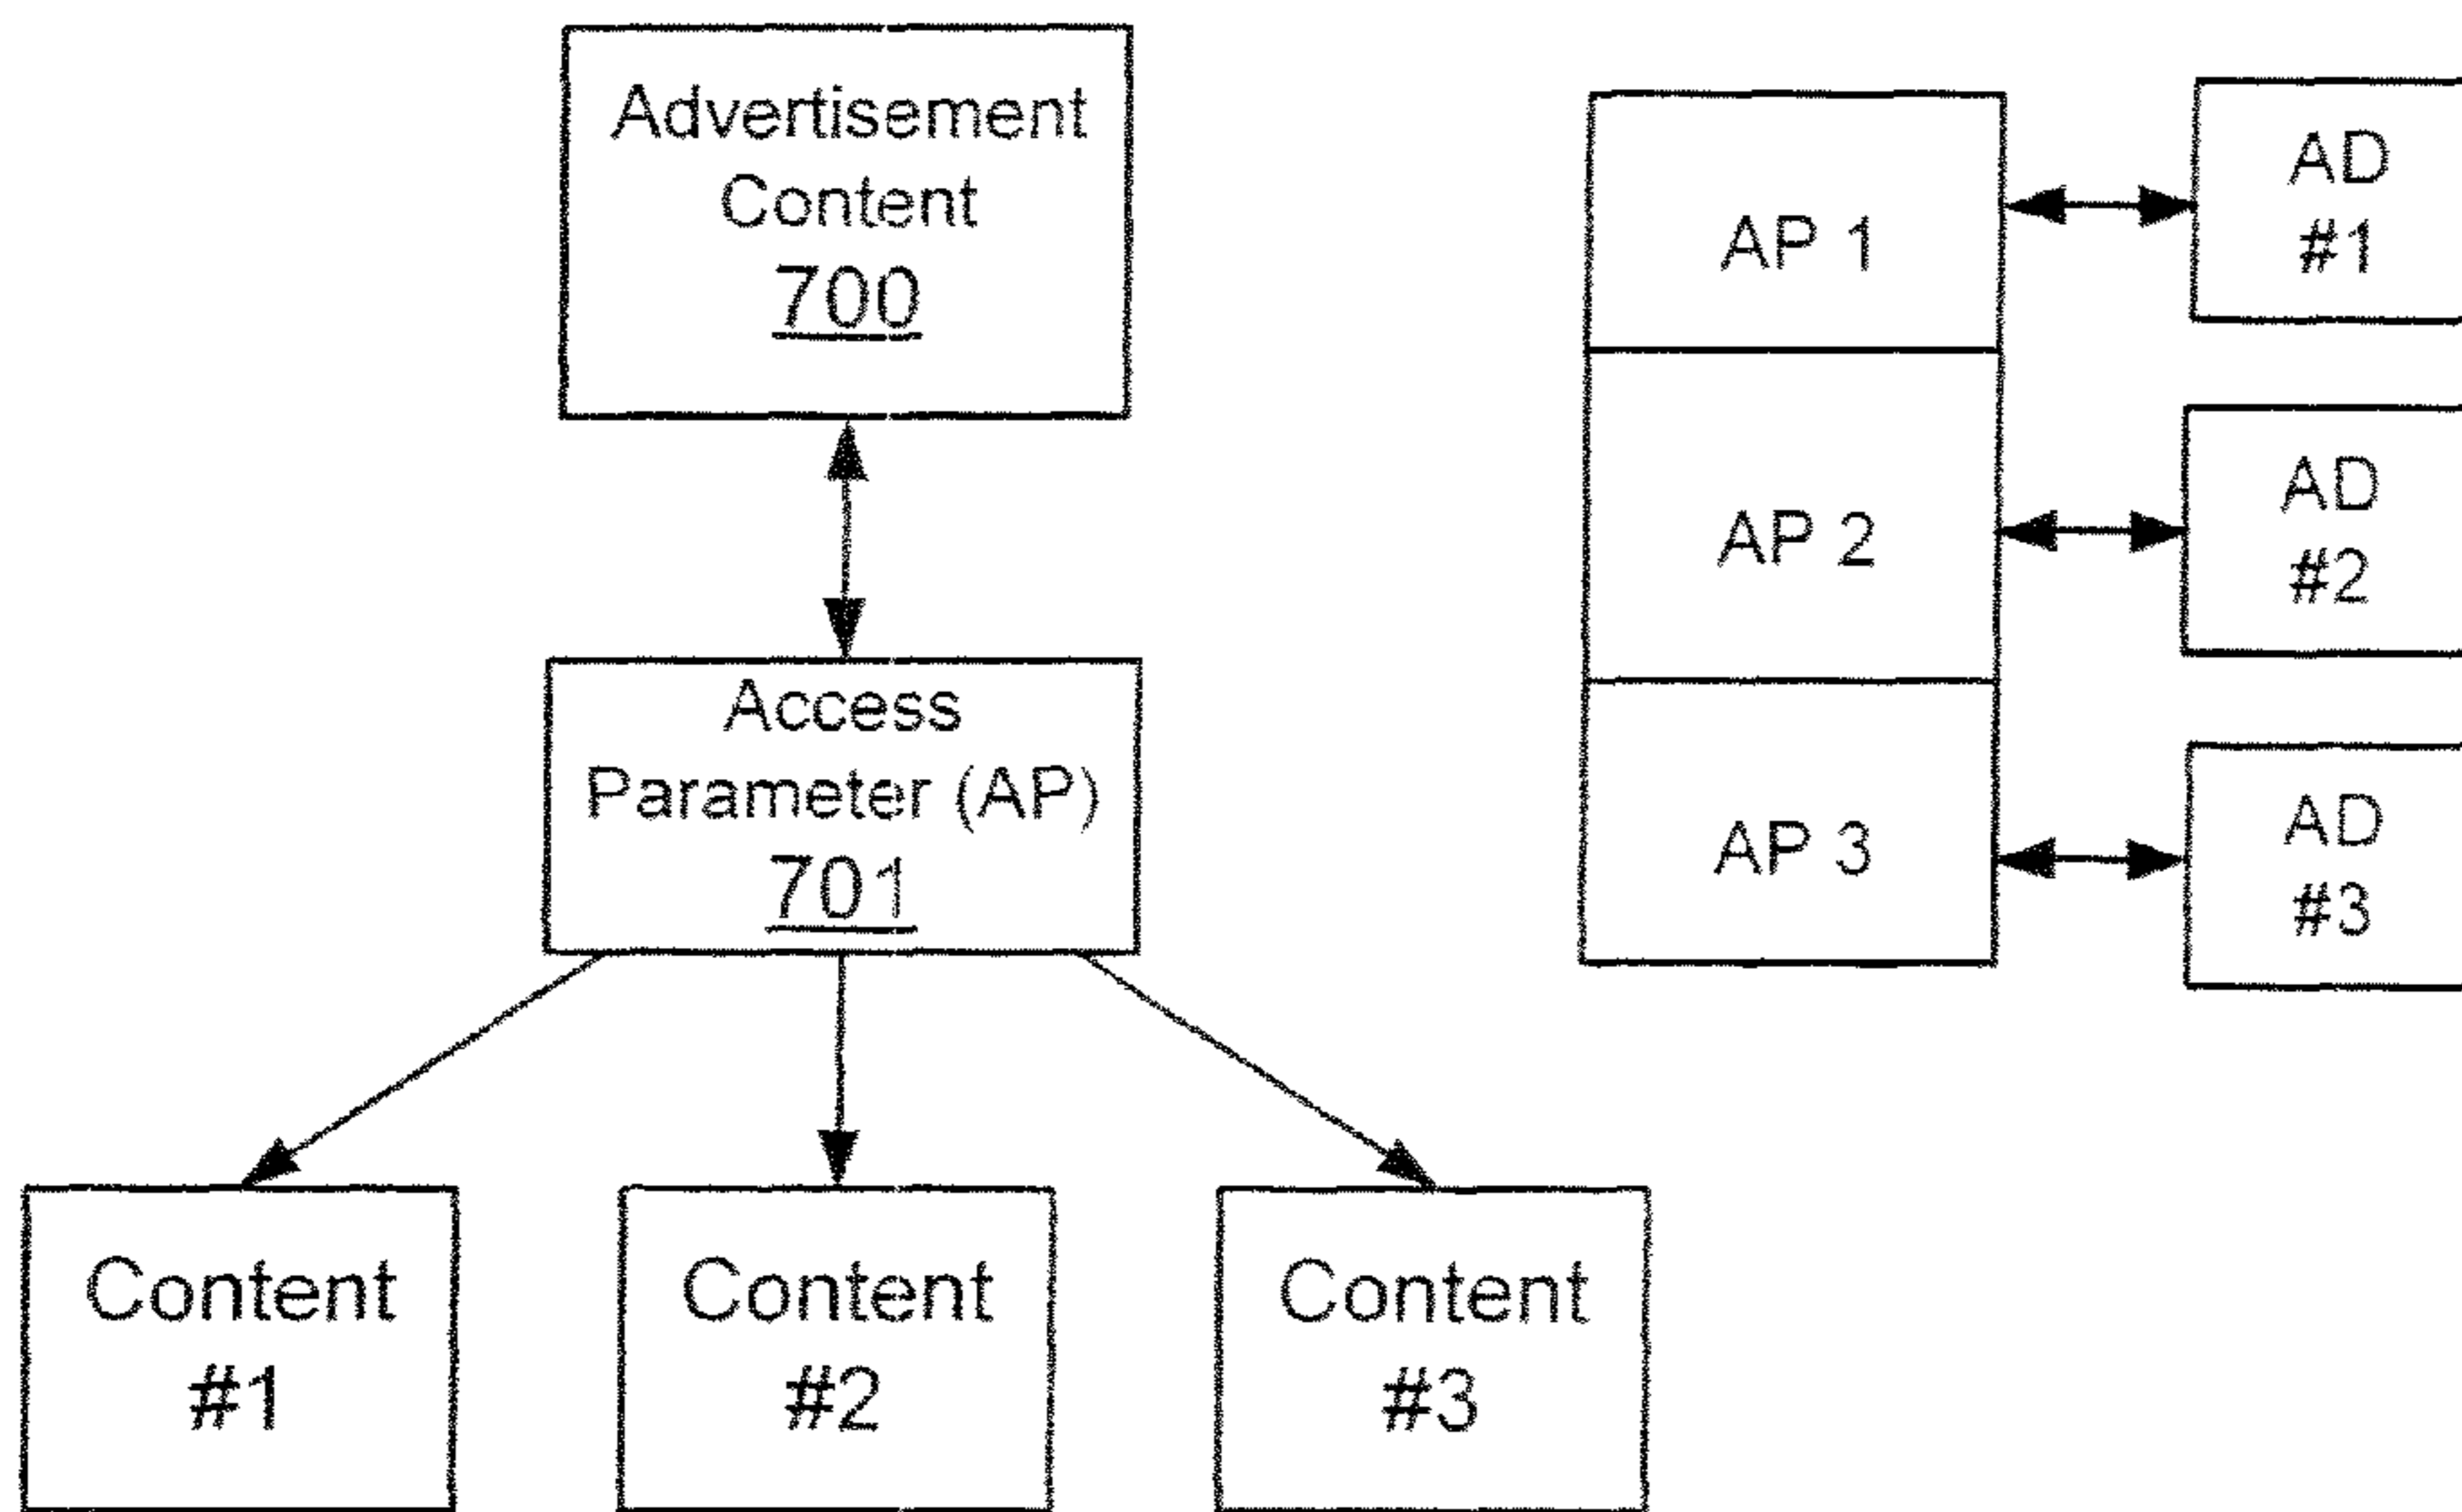 Advertisement
Content
700
Access
Parameter (AP)
701
Content
#1
Content
#2
Content
#3
AP 1
AD
#1
AP 2
AD
#2
AP 3
AD
#3